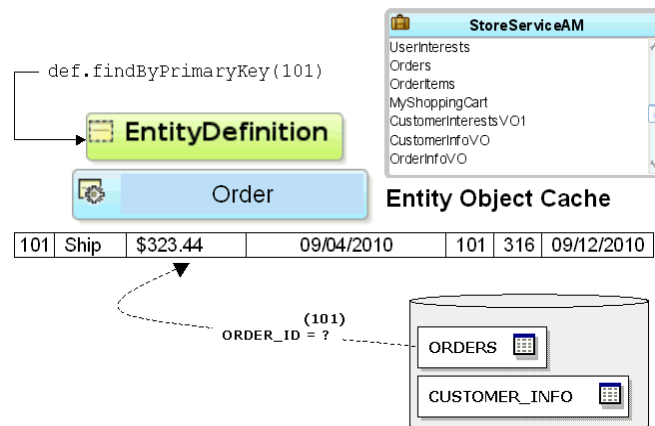 StoreServiceAM
UserInterests
Orders
OrderItems
MyShoppingCart
CustomerInterestsVO1
CustomerInfoVO
OrderInfoVO
def.findByPrimaryKey(101)
EntityDefinition
Order
Entity Object Cache
101 Ship $323.44 09/04/2010 101 316 09/12/2010
(101)
ORDER_ID = ?
ORDERS
CUSTOMER_INFO